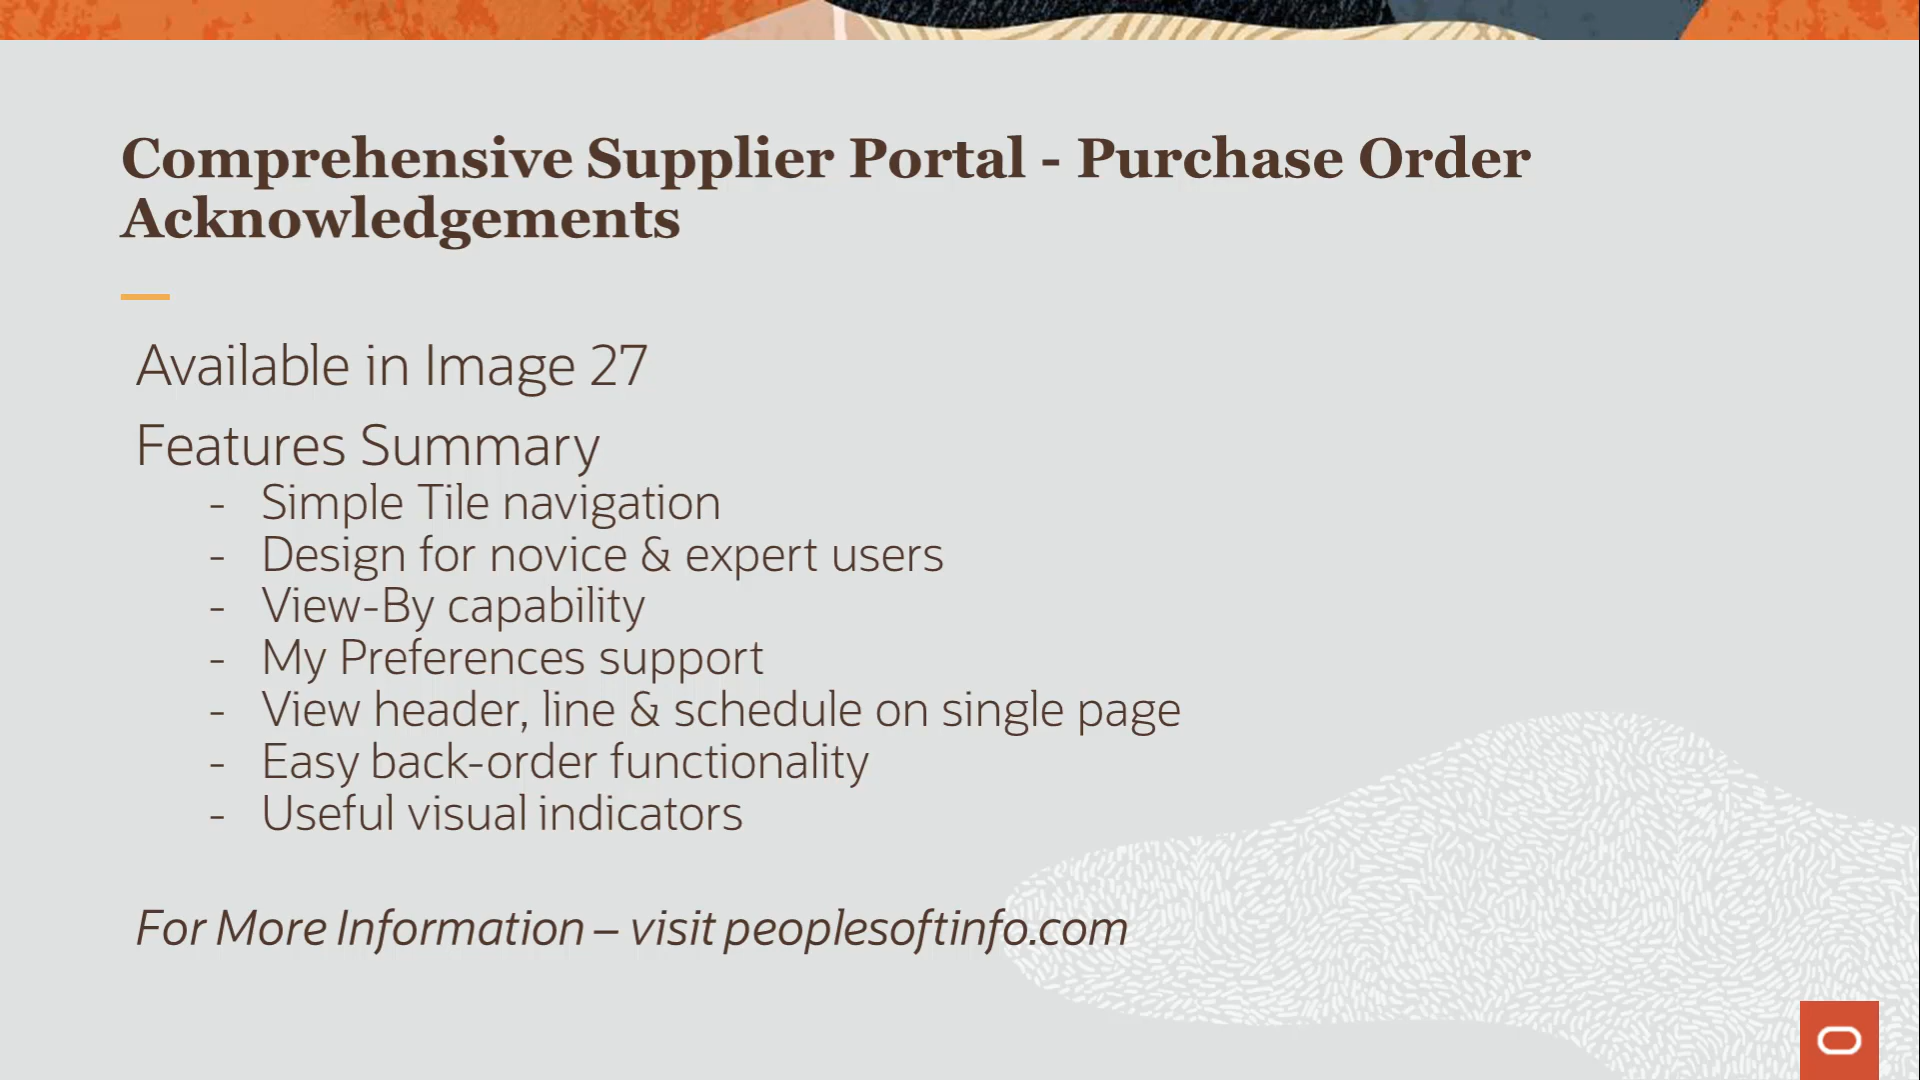 Comprehensive Supplier Portal - Purchase Order
Acknowledgements
Available in Image 27
Features Summary
- Simple Tile navigation
- Design for novice & expert users
- View-By capability
- My Preferences support
- View header, line & schedule on single page
- Easy back-order functionality
- Useful visual indicators
For More Information – visit peoplesoftinfo.com